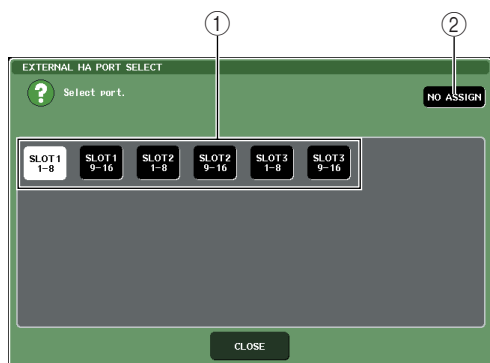 ①
②
EXTERNAL HA PORT SELECT
?
Select port.
NO ASSIGN
SLOT1
1-8
SLOT1
9-16
SLOT2
1-8
SLOT2
9-16
SLOT3
1-8
SLOT3
9-16
CLOSE